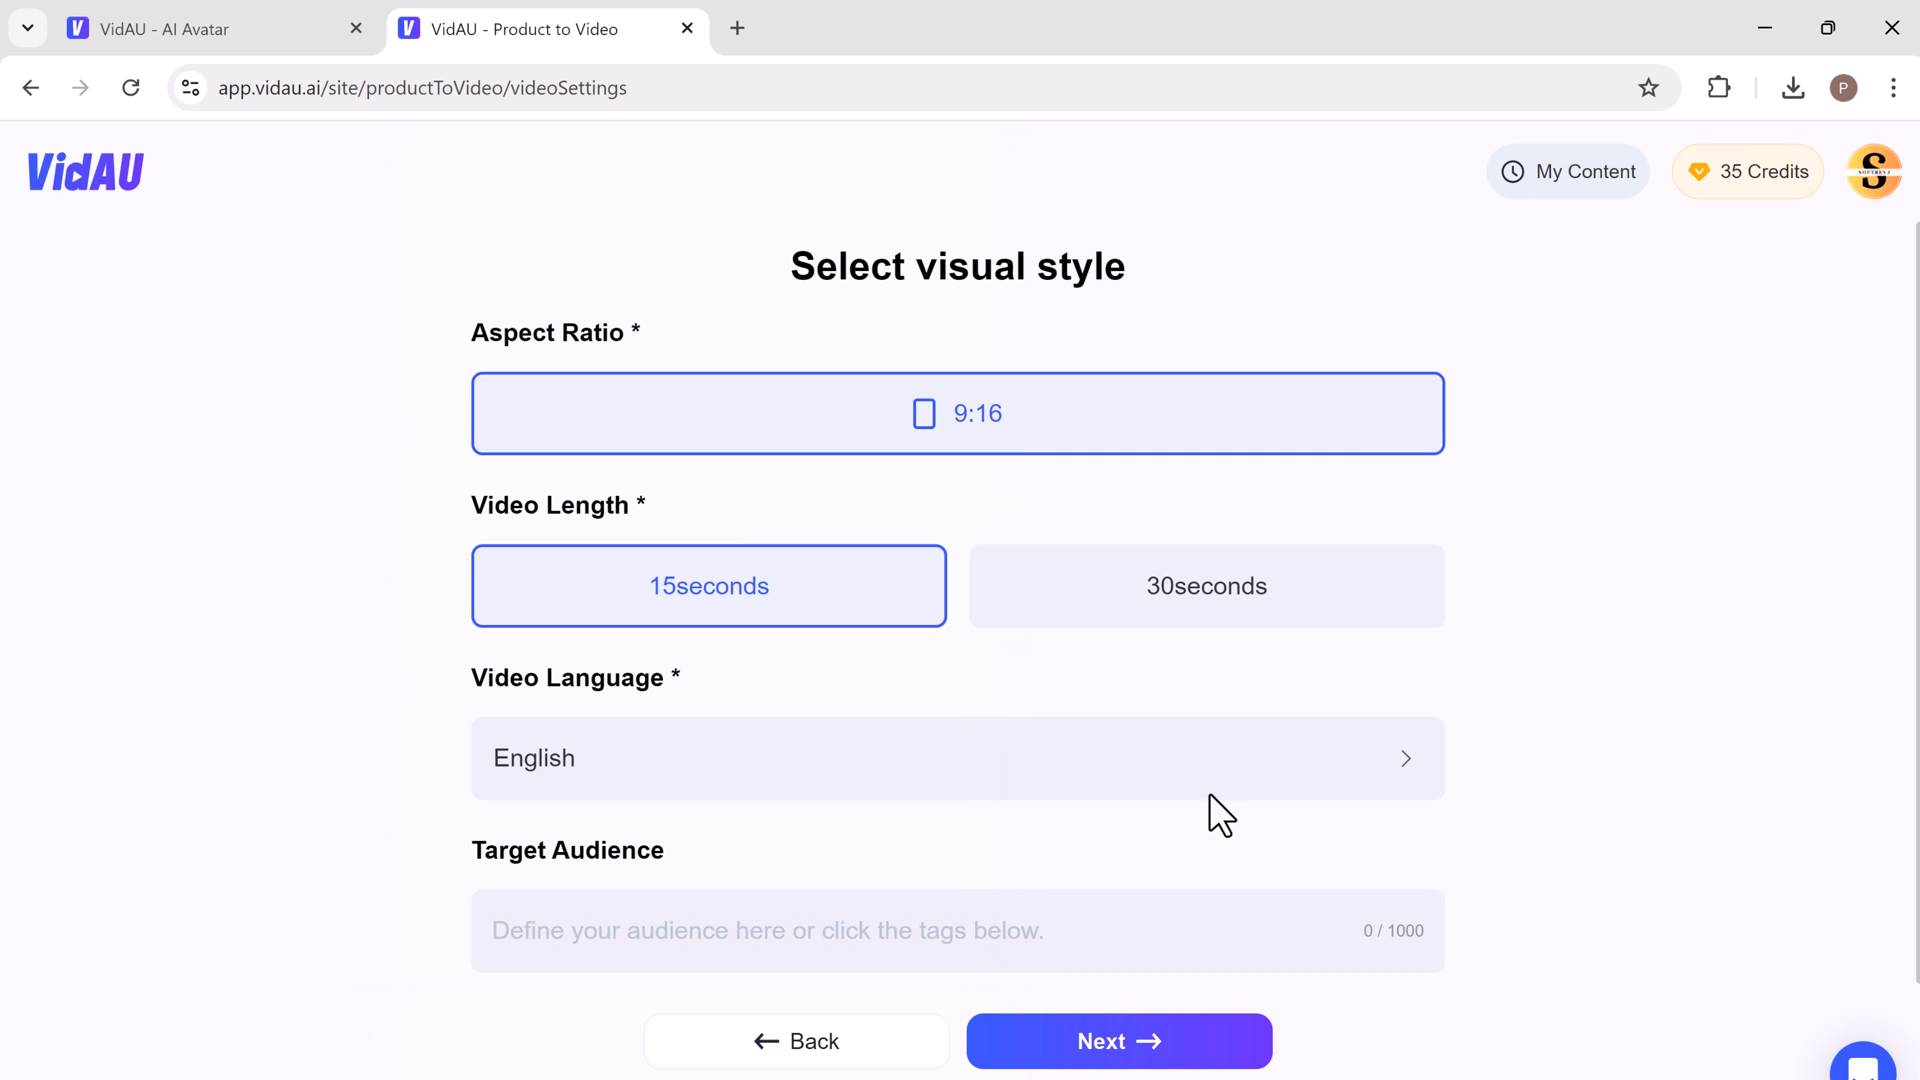 VidAU - AI Avatar
VidAU - Product to Video
app.vidau.ai/site/productToVideo/videoSettings
P
VidAU
My Content
35 Credits
S
SOFTREVZ
Select visual style
Aspect Ratio *
9:16
Video Length *
15seconds
30seconds
Video Language *
English
Target Audience
Define your audience here or click the tags below.
0 / 1000
Back
Next